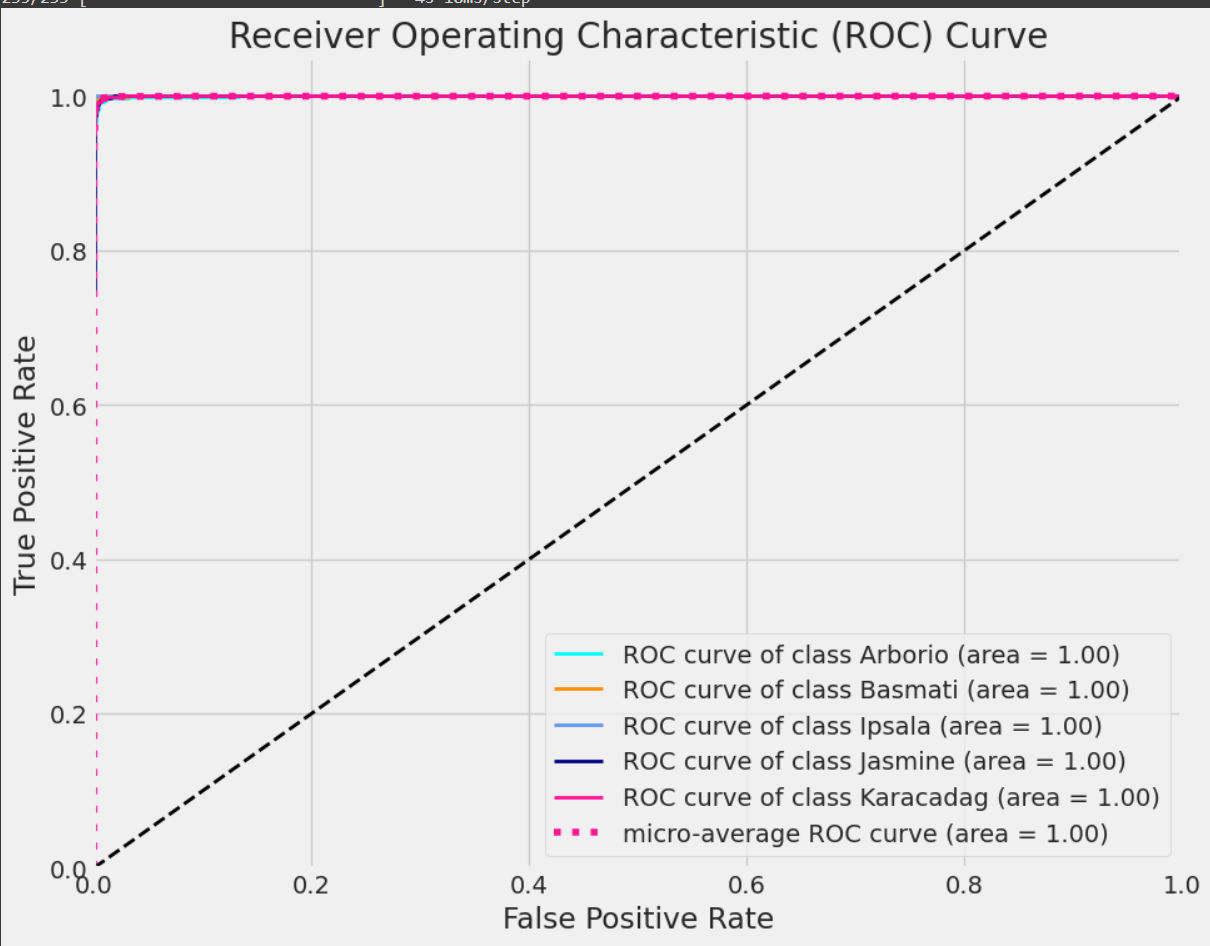 Receiver Operating Characteristic (ROC) Curve
1.0
0.8
0.6
0.4
0.2
0.0
True Positive Rate
ROC curve of class Arborio (area = 1.00)
ROC curve of class Basmati (area = 1.00)
ROC curve of class Ipsala (area = 1.00)
ROC curve of class Jasmine (area = 1.00)
ROC curve of class Karacadag (area = 1.00)
micro-average ROC curve (area = 1.00)
0.0 0.2 0.4 0.6 0.8 1.0
False Positive Rate